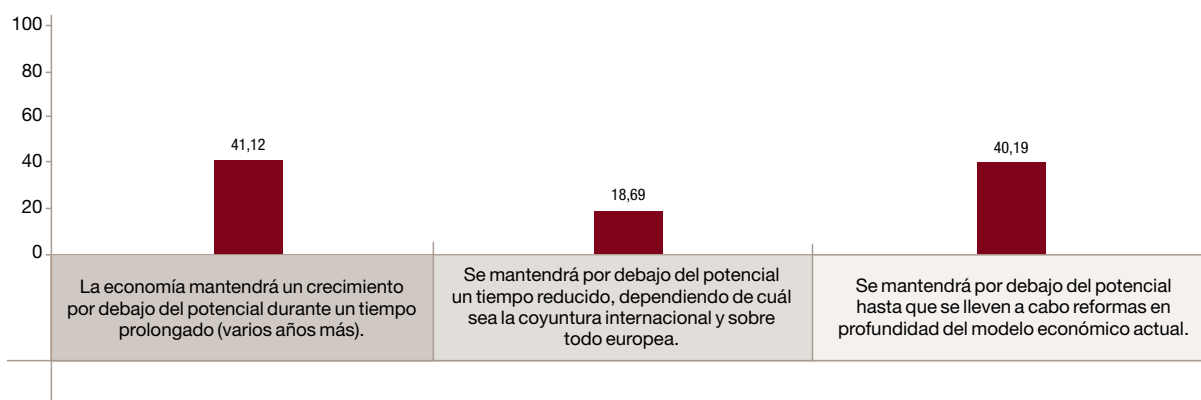 100
80
60
40
20
0
41,12
18,69
40,19
La economía mantendrá un crecimiento
por debajo del potencial durante un tiempo
prolongado (varios años más).
Se mantendrá por debajo del potencial
un tiempo reducido, dependiendo de cuál
sea la coyuntura internacional y sobre
todo europea.
Se mantendrá por debajo del potencial
hasta que se lleven a cabo reformas en
profundidad del modelo económico actual.